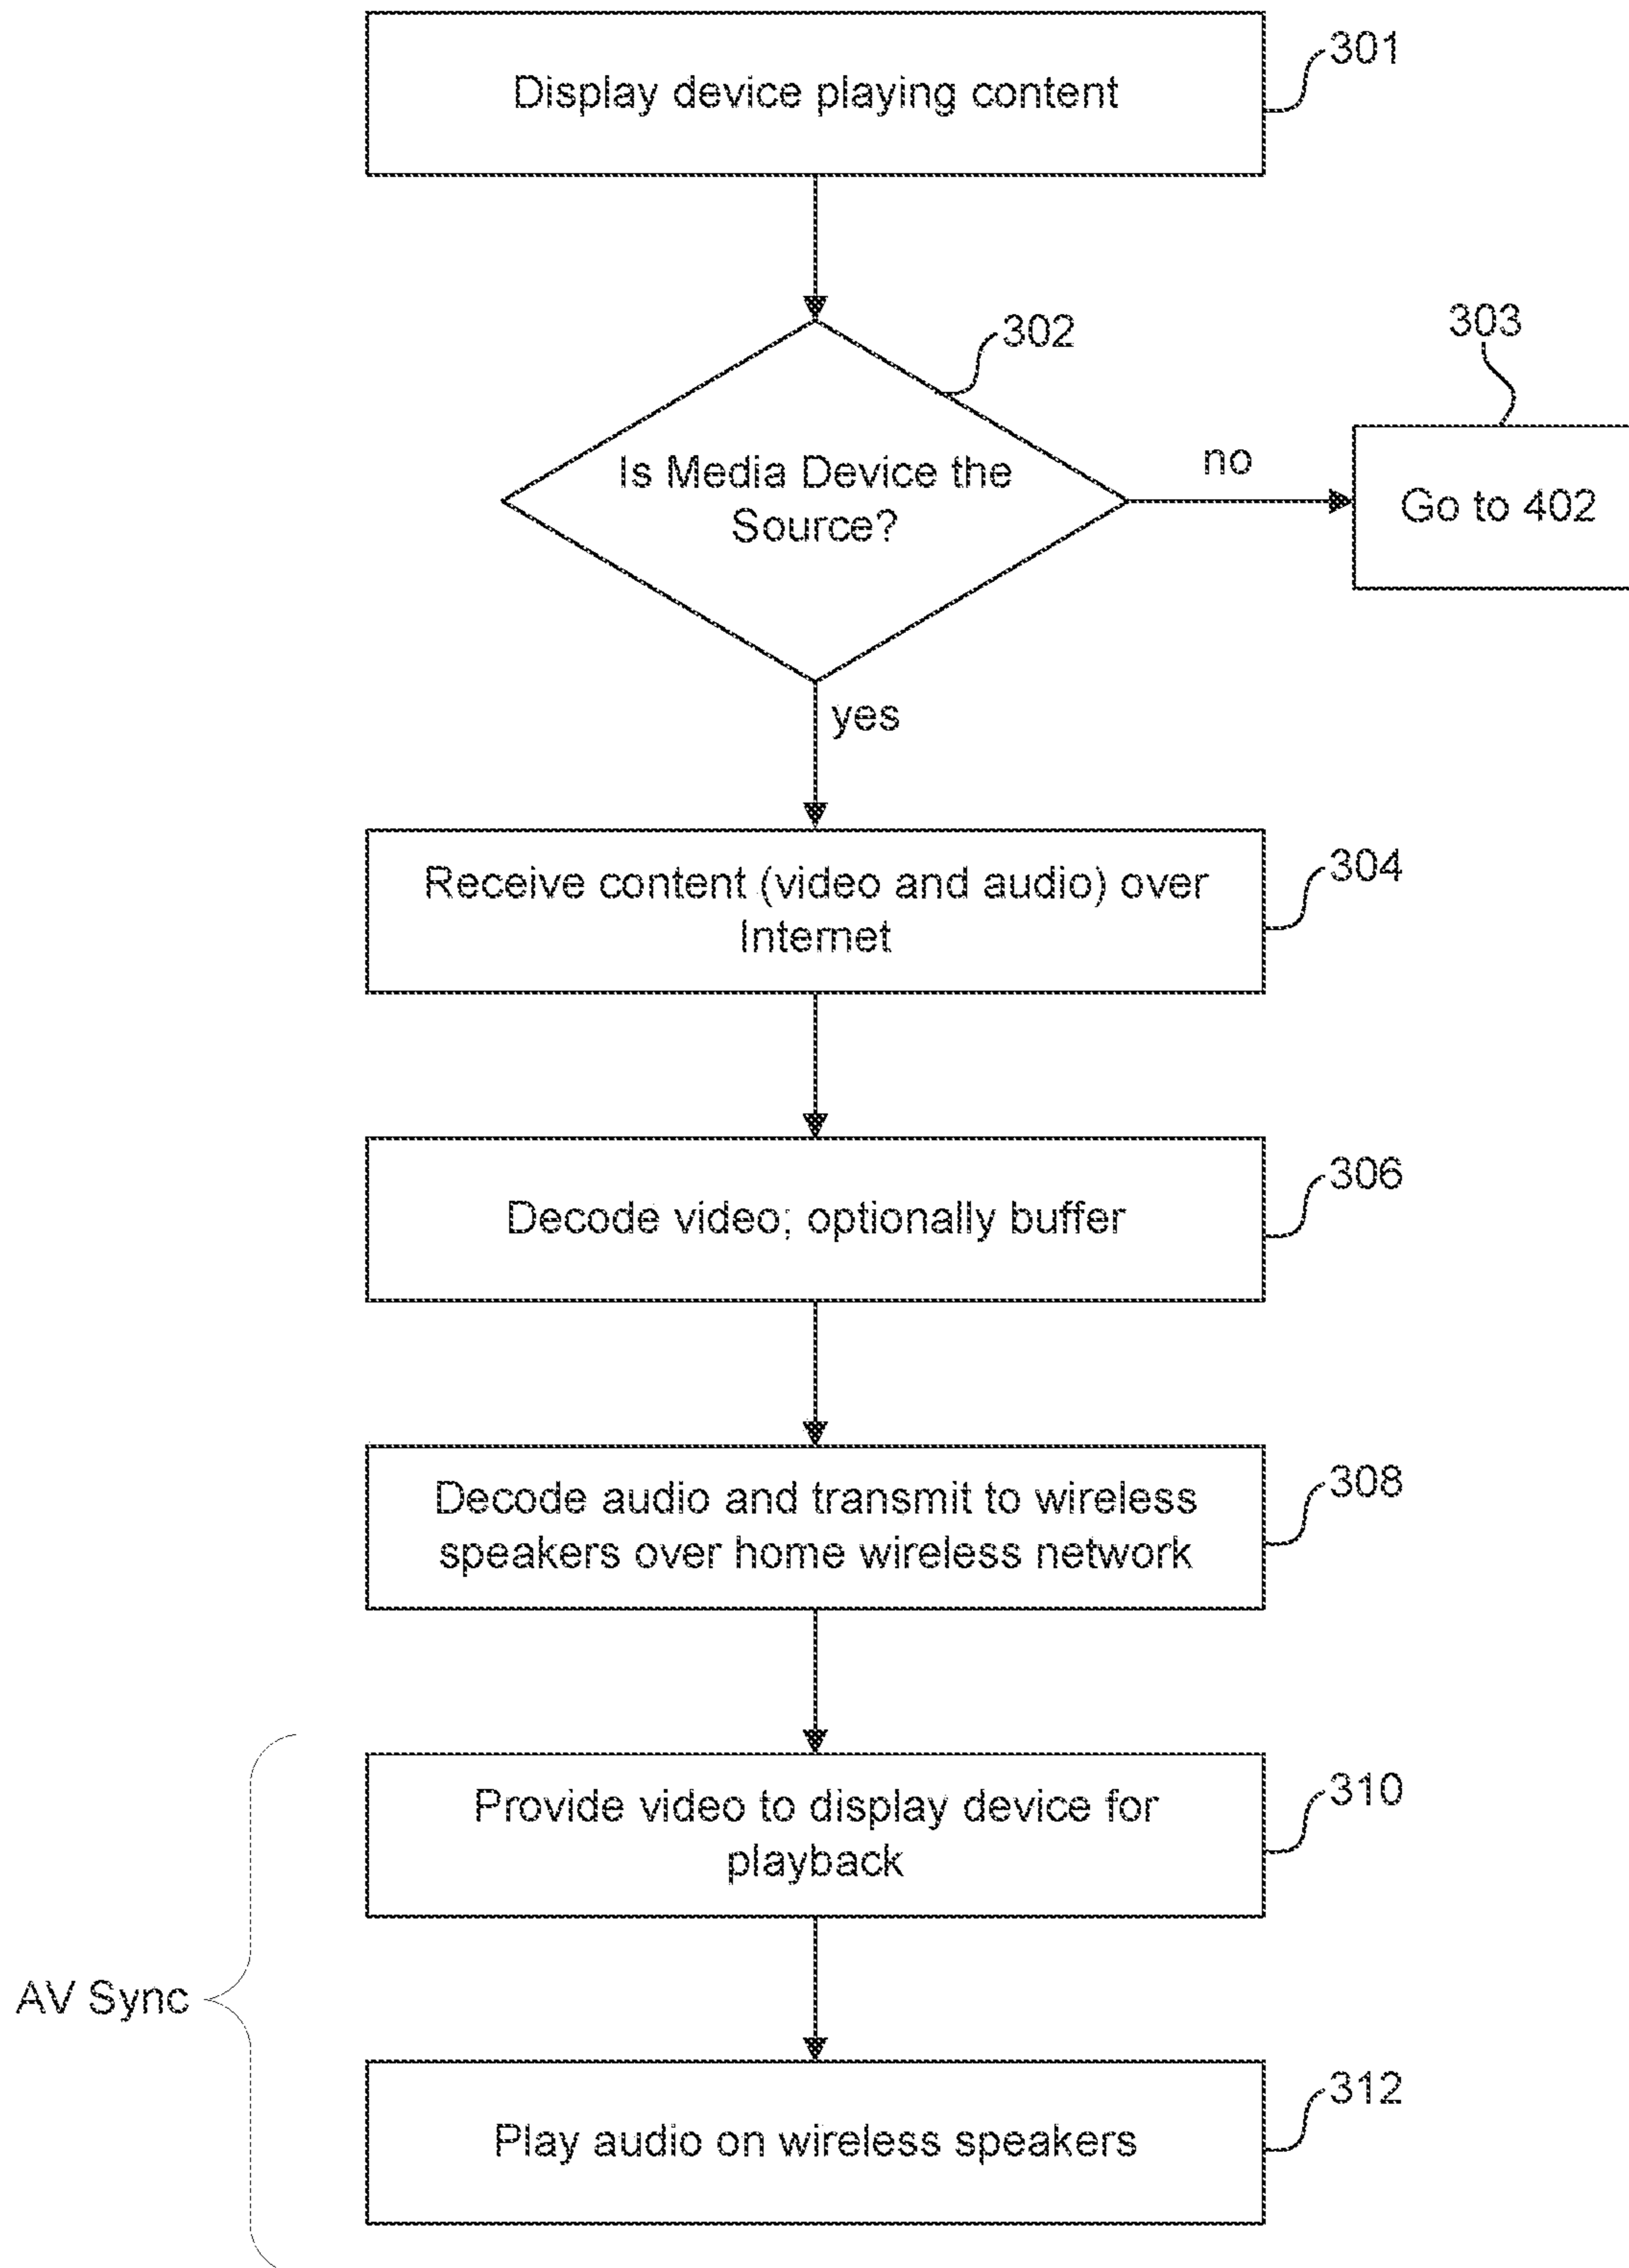 301
Display device playing content
302
303
Is Media Device the
Source?
no
Go to 402
yes
304
Receive content (video and audio) over
Internet
306
Decode video; optionally buffer
308
Decode audio and transmit to wireless
speakers over home wireless network
310
Provide video to display device for
playback
AV Sync
312
Play audio on wireless speakers